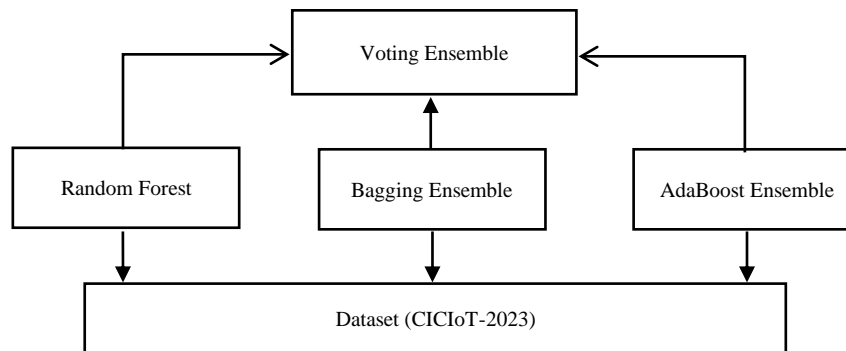 Voting Ensemble
Random Forest
Bagging Ensemble
AdaBoost Ensemble
Dataset (CICIoT-2023)